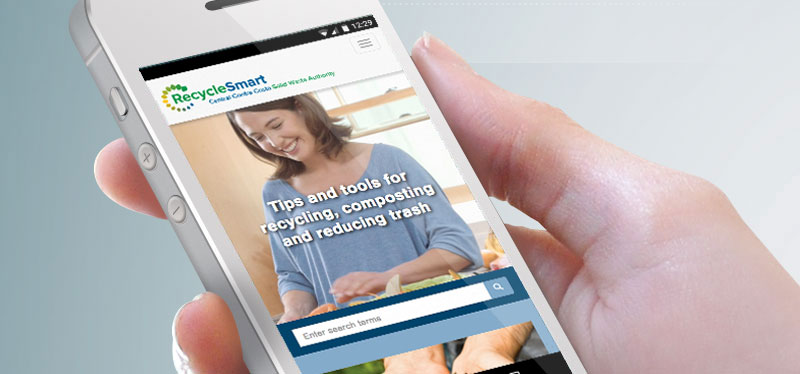 12:29
RecycleSmart
Central Contra Costa Solid Waste Authority
Tips and tools for
recycling, composting
and reducing trash
Enter search terms